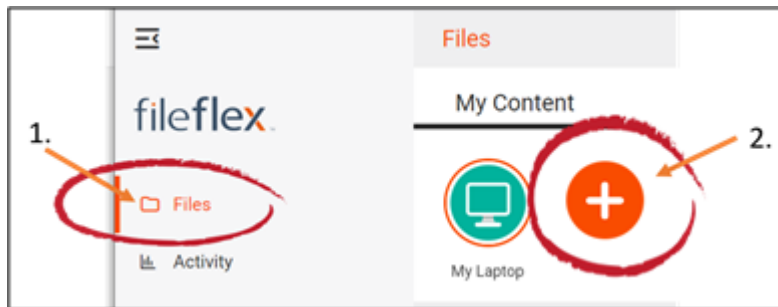 Files
fileflex
My Content
1.
2.
Files
Activity
My Laptop